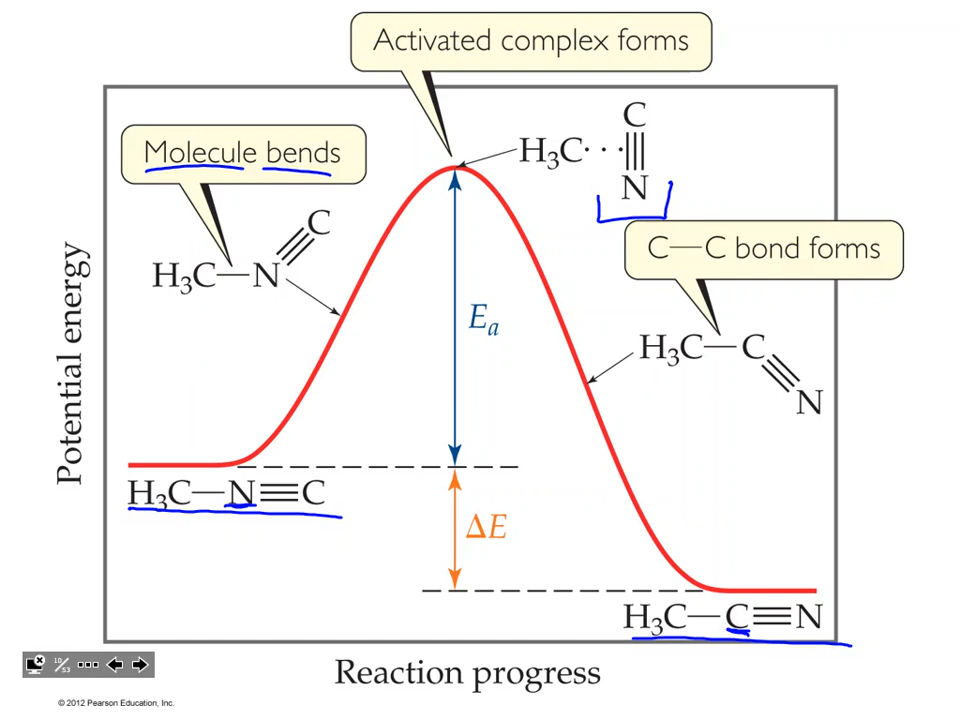 Activated complex forms
Molecule bends
C
H₃C···|||
N
C
H₃C—N
C—C bond forms
Eₐ
H₃C—C
N
Potential energy
H₃C—N≡C
ΔE
H₃C—C≡N
10/53
Reaction progress
© 2012 Pearson Education, Inc.